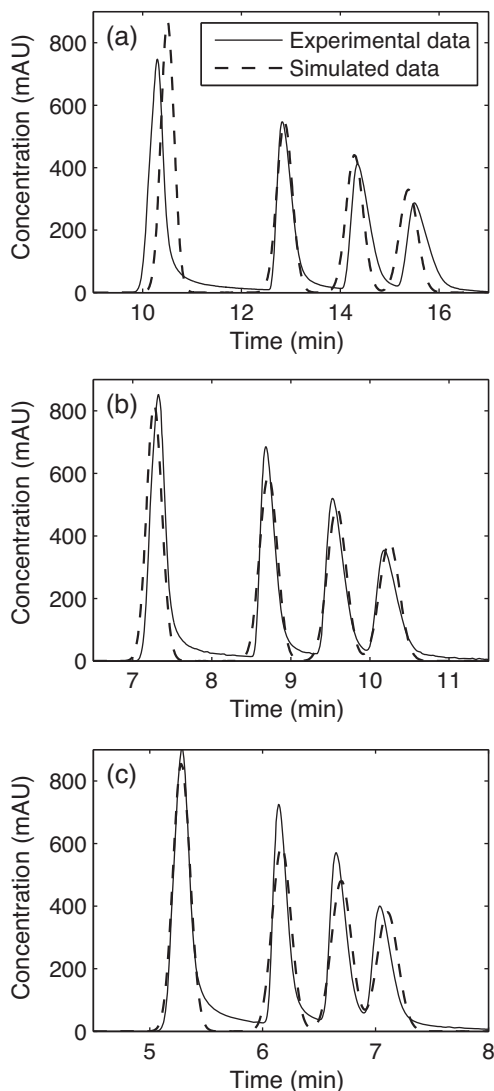 (a)
Experimental data
Simulated data
Concentration (mAU)
800
600
400
200
0
10 12 14 16
Time (min)
(b)
Concentration (mAU)
800
600
400
200
0
7 8 9 10 11
Time (min)
(c)
Concentration (mAU)
800
600
400
200
0
5 6 7 8
Time (min)